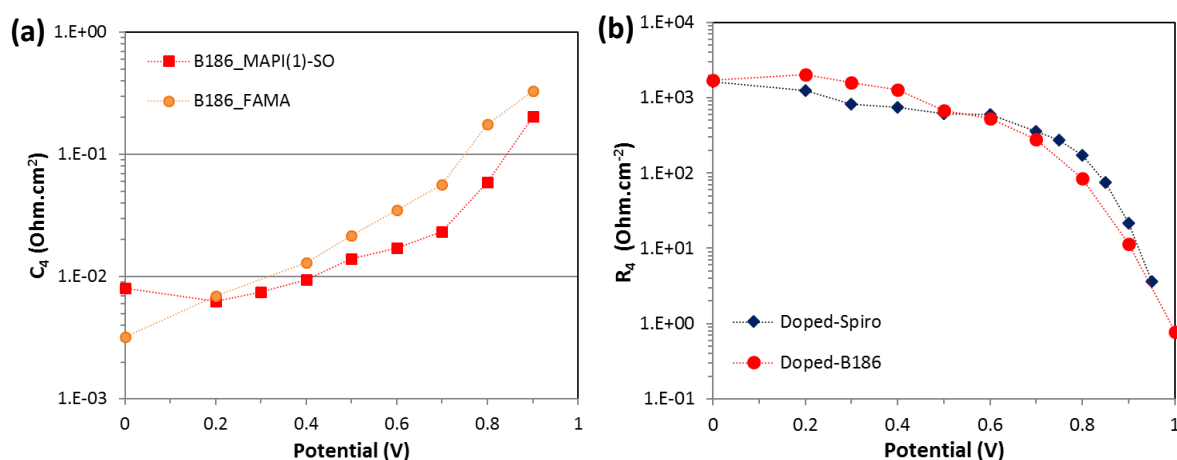 (a)
C4 (Ohm.cm²)
1.E+00
1.E-01
1.E-02
1.E-03
B186_MAPI(1)-SO
B186_FAMA
0
0.2
0.4
0.6
0.8
1
Potential (V)
(b)
R4 (Ohm.cm⁻²)
1.E+04
1.E+03
1.E+02
1.E+01
1.E+00
1.E-01
Doped-Spiro
Doped-B186
0
0.2
0.4
0.6
0.8
1
Potential (V)